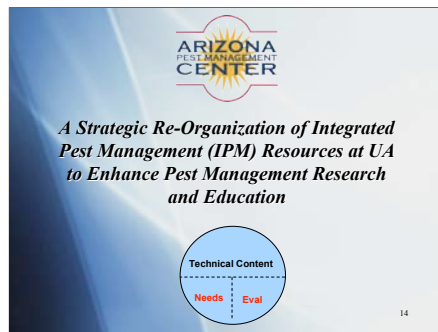 ARIZONA
PEST MANAGEMENT
CENTER
A Strategic Re-Organization of Integrated
Pest Management (IPM) Resources at UA
to Enhance Pest Management Research
and Education
Technical Content
Needs
Eval
14